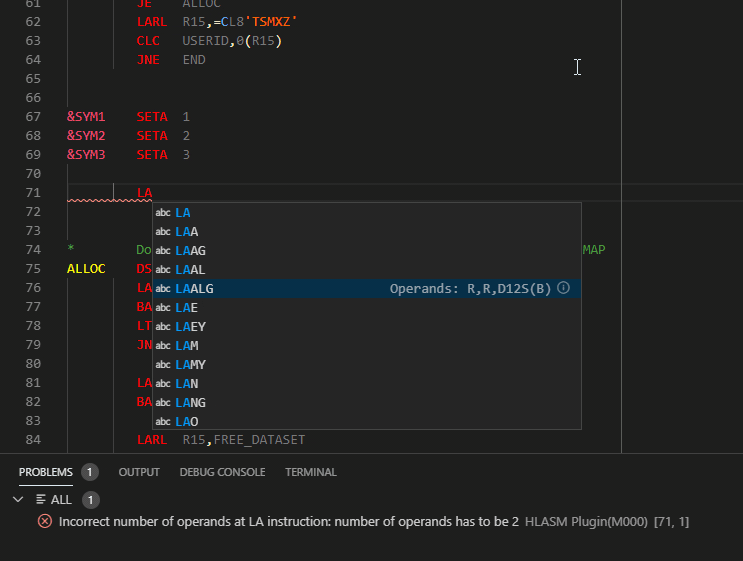 61 JE ALLOC
62 LARL R15,=CL8'TSMXZ'
63 CLC USERID,0(R15)
64 JNE END
65
66
67 &SYM1 SETA 1
68 &SYM2 SETA 2
69 &SYM3 SETA 3
70
71 LA
72 abc LA
73 abc LAA
74 * Do abc LAAG MAP
75 ALLOC DS abc LAAL
76 LA abc LAALG Operands: R,R,D12S(B)
77 BA abc LAE
78 LT abc LAEY
79 JN abc LAM
80 abc LAMY
81 LA abc LAN
82 BA abc LANG
83 abc LAO
84 LARL R15,FREE_DATASET
PROBLEMS 1 OUTPUT DEBUG CONSOLE TERMINAL
ALL 1
Incorrect number of operands at LA instruction: number of operands has to be 2 HLASM Plugin(M000) [71, 1]